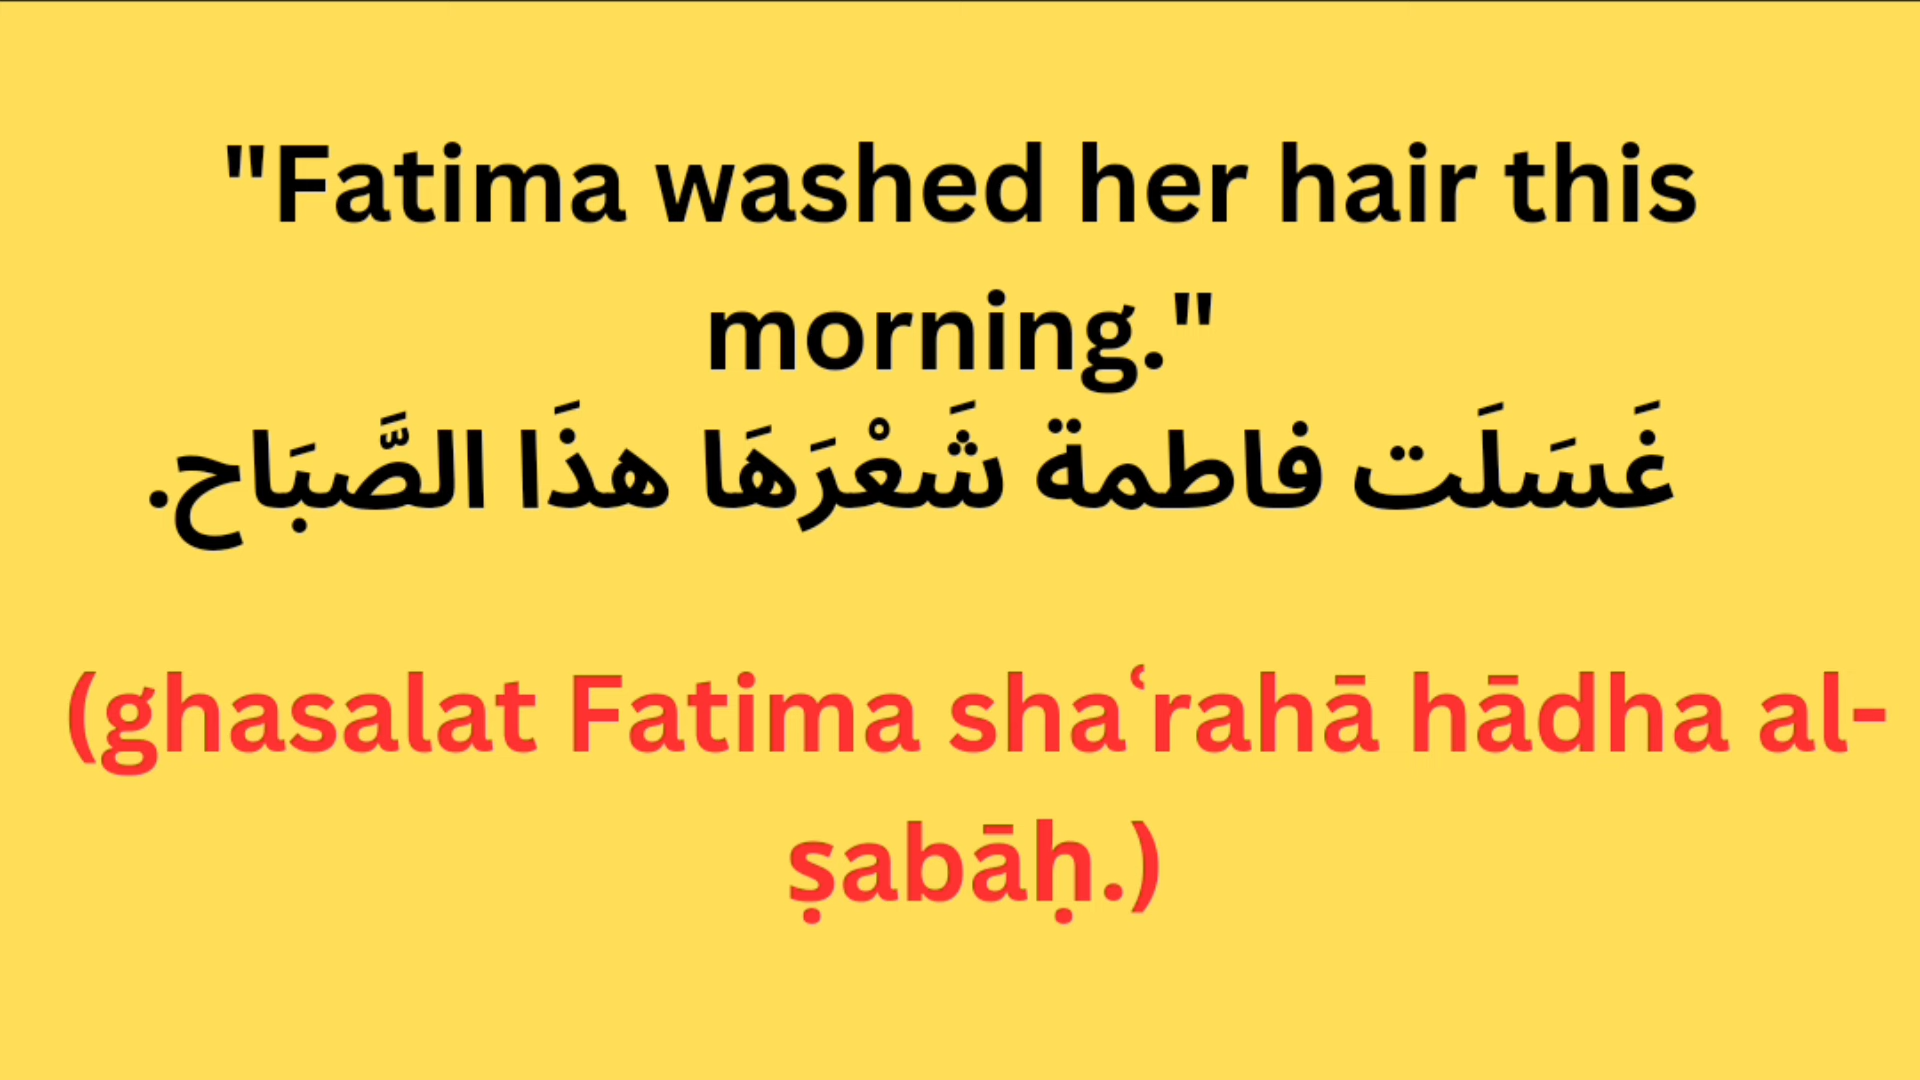 "Fatima washed her hair this
morning."
غَسَلَت فاطمة شَعْرَهَا هذَا الصَّبَاح.
(ghasalat Fatima shaʿrahā hādha al-
ṣabāḥ.)